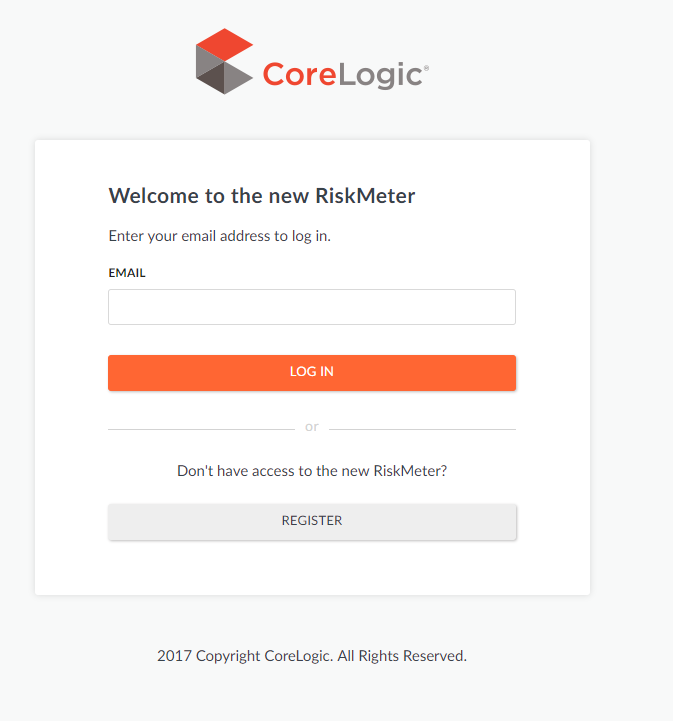 CoreLogic®
Welcome to the new RiskMeter
Enter your email address to log in.
EMAIL
LOG IN
or
Don't have access to the new RiskMeter?
REGISTER
2017 Copyright CoreLogic. All Rights Reserved.